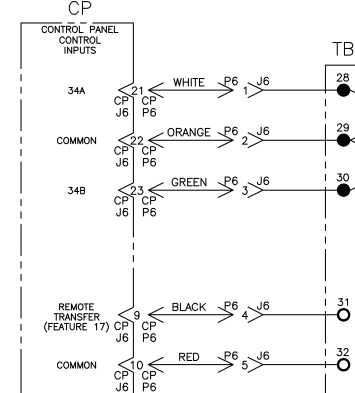 CP
CONTROL PANEL
CONTROL
INPUTS
TB
34A
21
WHITE
P6
1
J6
28
CP CP
J6 P6
COMMON
22
ORANGE
P6
2
J6
29
CP CP
J6 P6
34B
23
GREEN
P6
3
J6
30
CP CP
J6 P6
REMOTE
TRANSFER
(FEATURE 17)
9
BLACK
P6
4
J6
31
CP CP
J6 P6
COMMON
10
RED
P6
5
J6
32
CP CP
J6 P6